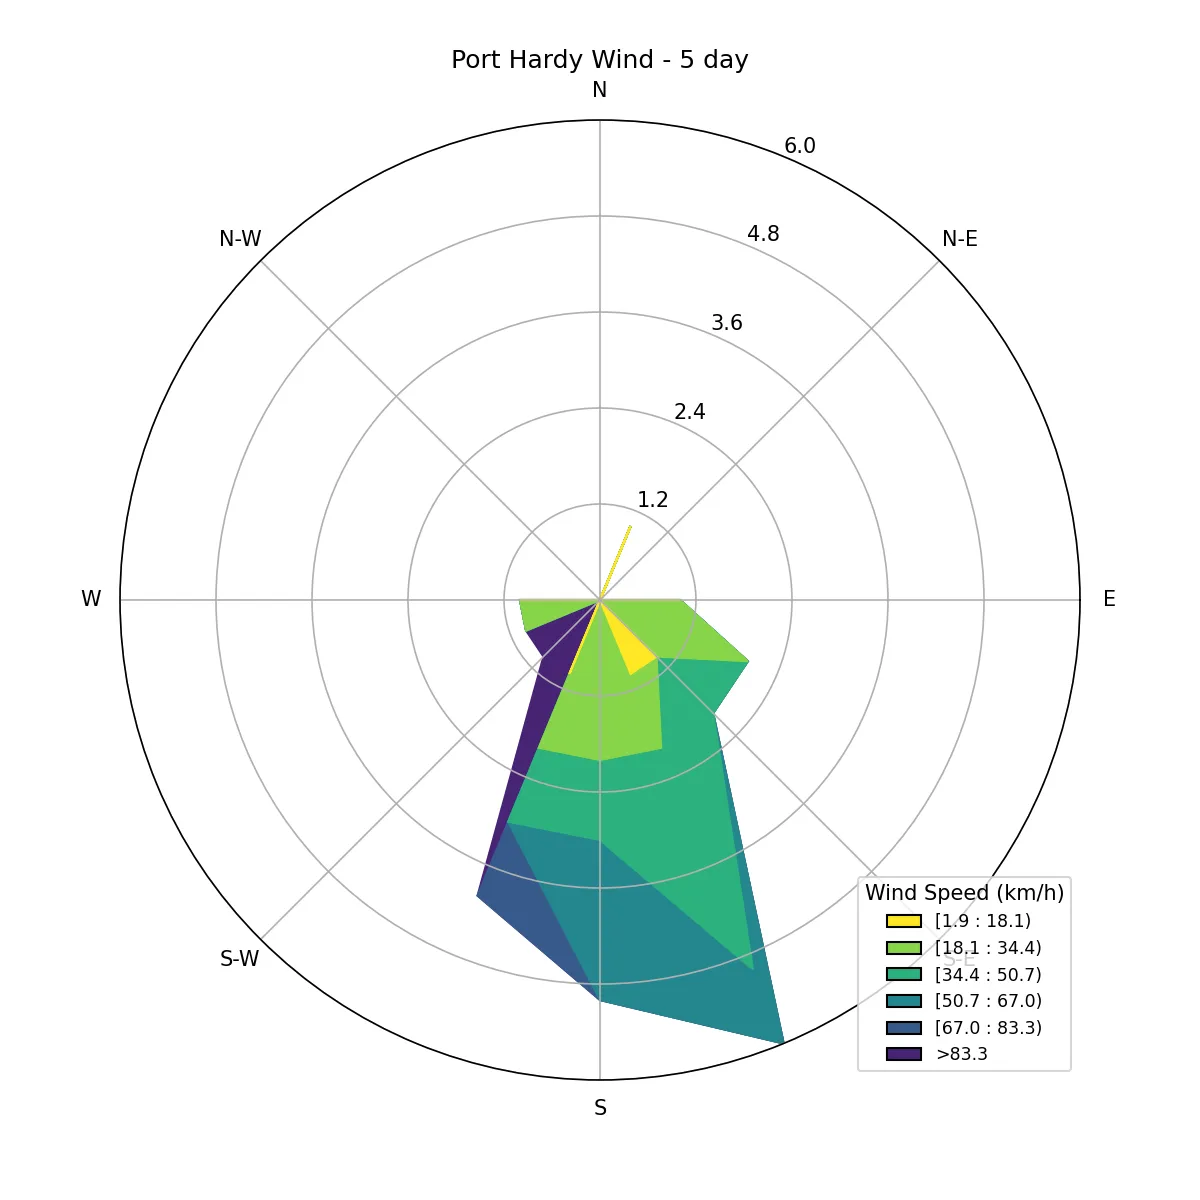 Port Hardy Wind - 5 day
N
6.0
4.8
N-W
N-E
3.6
2.4
1.2
W
E
Wind Speed (km/h)
[1.9 : 18.1)
[18.1 : 34.4)
S-W
S-E
[34.4 : 50.7)
[50.7 : 67.0)
[67.0 : 83.3)
>83.3
S